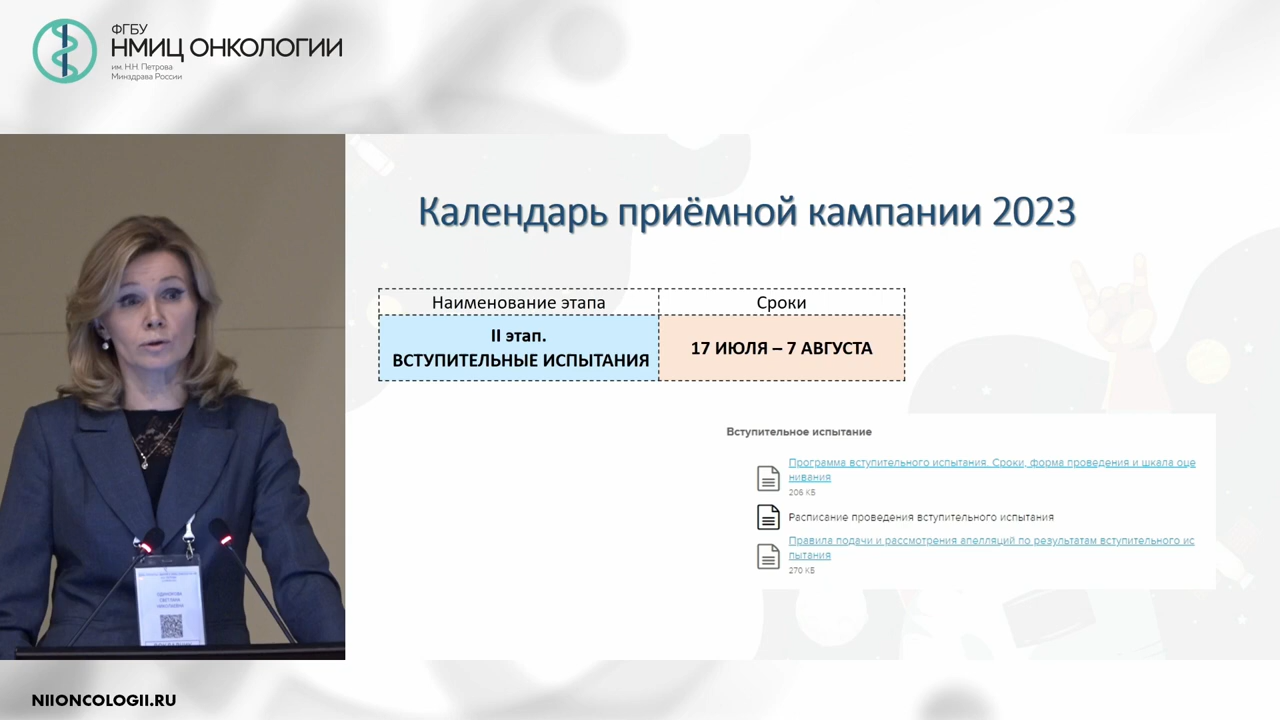 ФГБУ
НМИЦ ОНКОЛОГИИ
им. Н.Н. Петрова
Минздрава России
Календарь приёмной кампании 2023
Наименование этапа
Сроки
II этап.
ВСТУПИТЕЛЬНЫЕ ИСПЫТАНИЯ
17 ИЮЛЯ – 7 АВГУСТА
Вступительное испытание
Программа вступительного испытания. Сроки, форма проведения и шкала оце
нивания
206 КБ
Расписание проведения вступительного испытания
Правила подачи и рассмотрения апелляций по результатам вступительного ис
пытания
270 КБ
СВЕТЛАНА
НИКОЛАЕВНА
NIIONCOLOGII.RU